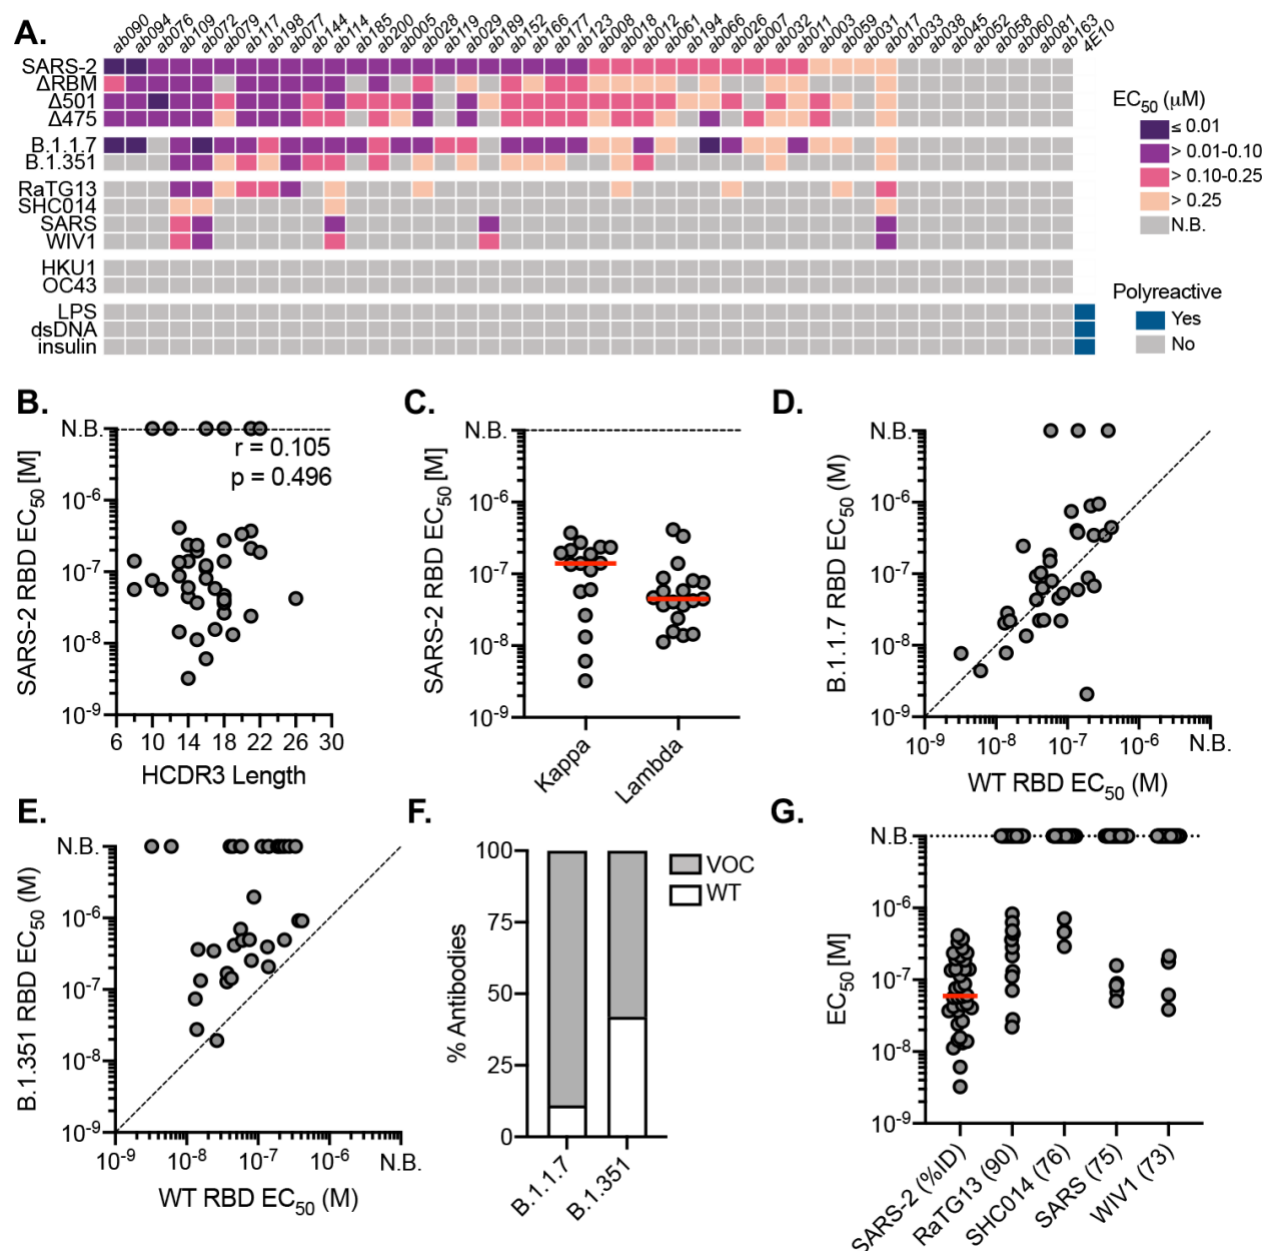 A.
ab090 ab094 ab076 ab109 ab072 ab079 ab117 ab198 ab077 ab144 ab114 ab185 ab200 ab005 ab028 ab119 ab029 ab189 ab152 ab166 ab177 ab123 ab008 ab018 ab012 ab061 ab194 ab066 ab026 ab007 ab032 ab011 ab003 ab059 ab031 ab017 ab033 ab038 ab045 ab052 ab058 ab060 ab081 ab163 4E10
SARS-2
ΔRBM
Δ501
Δ475
B.1.1.7
B.1.351
RaTG13
SHC014
SARS
WIV1
HKU1
OC43
LPS
dsDNA
insulin
EC50 (μM)
≤ 0.01
> 0.01-0.10
> 0.10-0.25
> 0.25
N.B.
Polyreactive
Yes
No
B.
SARS-2 RBD EC50 [M]
N.B.
10-6
10-7
10-8
10-9
r = 0.105
p = 0.496
6 10 14 18 22 26 30
HCDR3 Length
C.
SARS-2 RBD EC50 [M]
N.B.
10-6
10-7
10-8
10-9
Kappa
Lambda
D.
B.1.1.7 RBD EC50 (M)
N.B.
10-6
10-7
10-8
10-9
10-9 10-8 10-7 10-6 N.B.
WT RBD EC50 (M)
E.
B.1.351 RBD EC50 (M)
N.B.
10-6
10-7
10-8
10-9
10-9 10-8 10-7 10-6 N.B.
WT RBD EC50 (M)
F.
% Antibodies
100
75
50
25
0
VOC
WT
B.1.1.7
B.1.351
G.
EC50 [M]
N.B.
10-6
10-7
10-8
10-9
SARS-2 (%ID)
RaTG13 (90)
SHC014 (76)
SARS (75)
WIV1 (73)